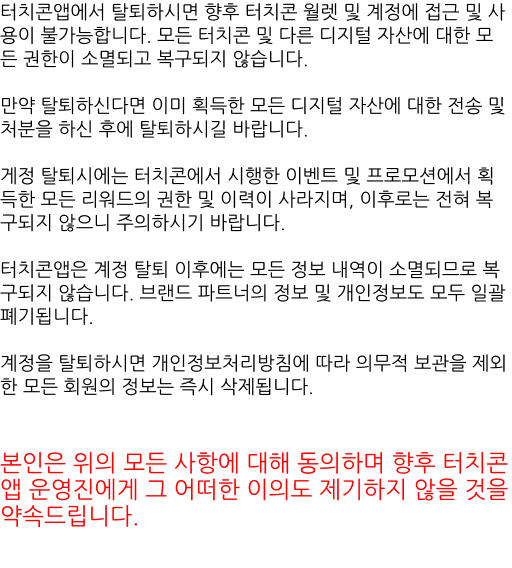 터치콘앱에서 탈퇴하시면 향후 터치콘 월렛 및 계정에 접근 및 사
용이 불가능합니다. 모든 터치콘 및 다른 디지털 자산에 대한 모
든 권한이 소멸되고 복구되지 않습니다.
만약 탈퇴하신다면 이미 획득한 모든 디지털 자산에 대한 전송 및
처분을 하신 후에 탈퇴하시길 바랍니다.
게정 탈퇴시에는 터치콘에서 시행한 이벤트 및 프로모션에서 획
득한 모든 리워드의 권한 및 이력이 사라지며, 이후로는 전혀 복
구되지 않으니 주의하시기 바랍니다.
터치콘앱은 계정 탈퇴 이후에는 모든 정보 내역이 소멸되므로 복
구되지 않습니다. 브랜드 파트너의 정보 및 개인정보도 모두 일괄
폐기됩니다.
계정을 탈퇴하시면 개인정보처리방침에 따라 의무적 보관을 제외
한 모든 회원의 정보는 즉시 삭제됩니다.
본인은 위의 모든 사항에 대해 동의하며 향후 터치콘
앱 운영진에게 그 어떠한 이의도 제기하지 않을 것을
약속드립니다.